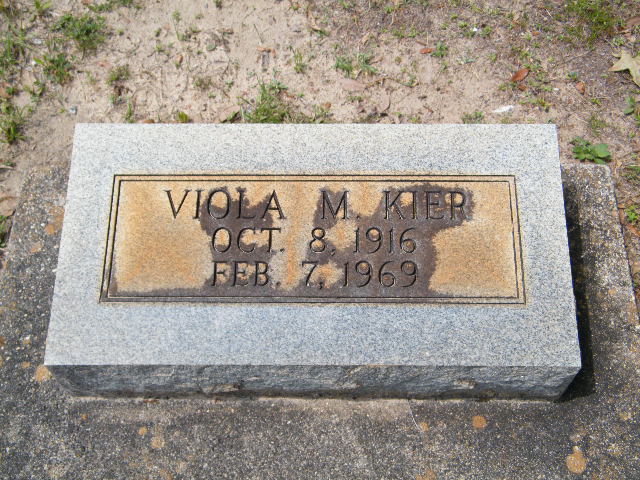 VIOLA M. KIER
OCT. 8, 1916
FEB. 7, 1969